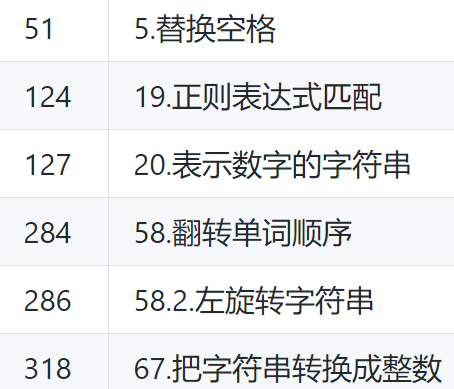 51 5.替换空格
124 19.正则表达式匹配
127 20.表示数字的字符串
284 58.翻转单词顺序
286 58.2.左旋转字符串
318 67.把字符串转换成整数